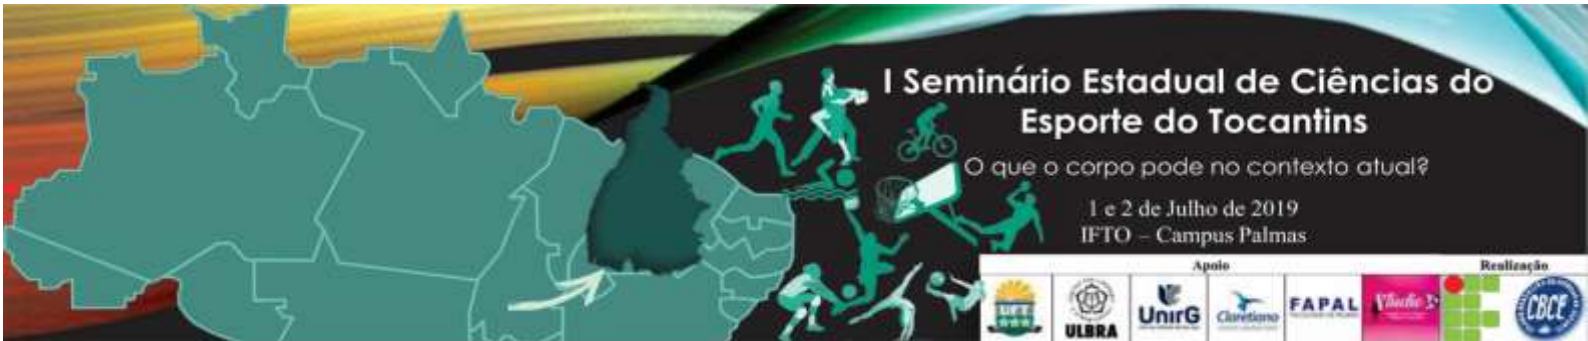 I Seminário Estadual de Ciências do
Esporte do Tocantins
O que o corpo pode no contexto atual?
1 e 2 de Julho de 2019
IFTO – Campus Palmas
Apoio
Realização
ULBRA
UnirG
Claretiano
FAPAL
CBCE